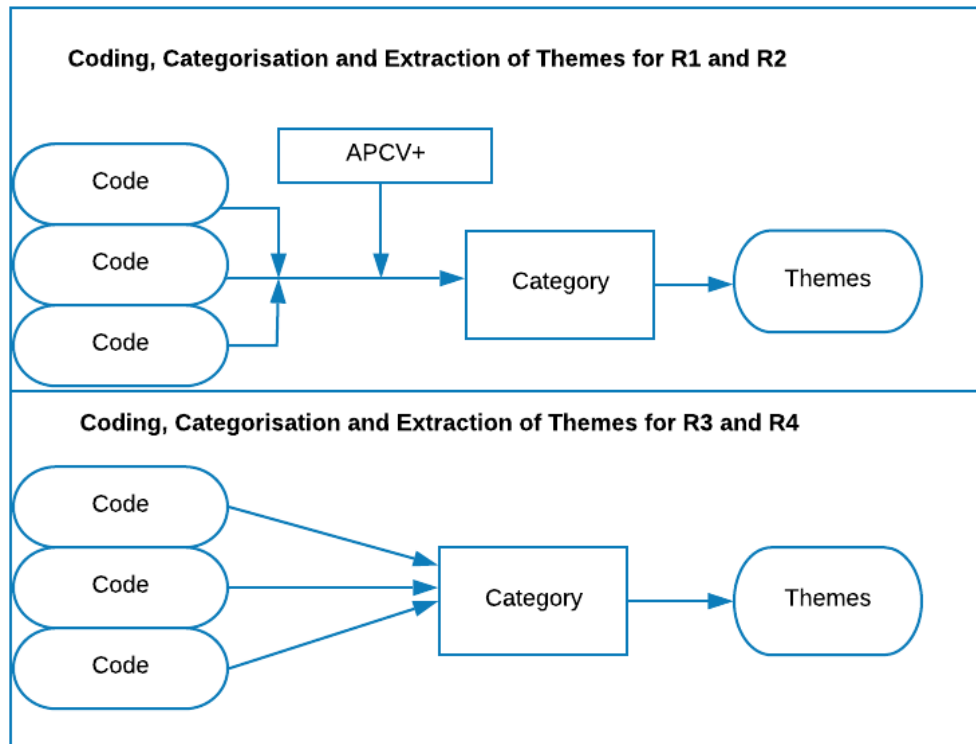 Coding, Categorisation and Extraction of Themes for R1 and R2
APCV+
Code
Code
Code
Category
Themes
Coding, Categorisation and Extraction of Themes for R3 and R4
Code
Code
Code
Category
Themes